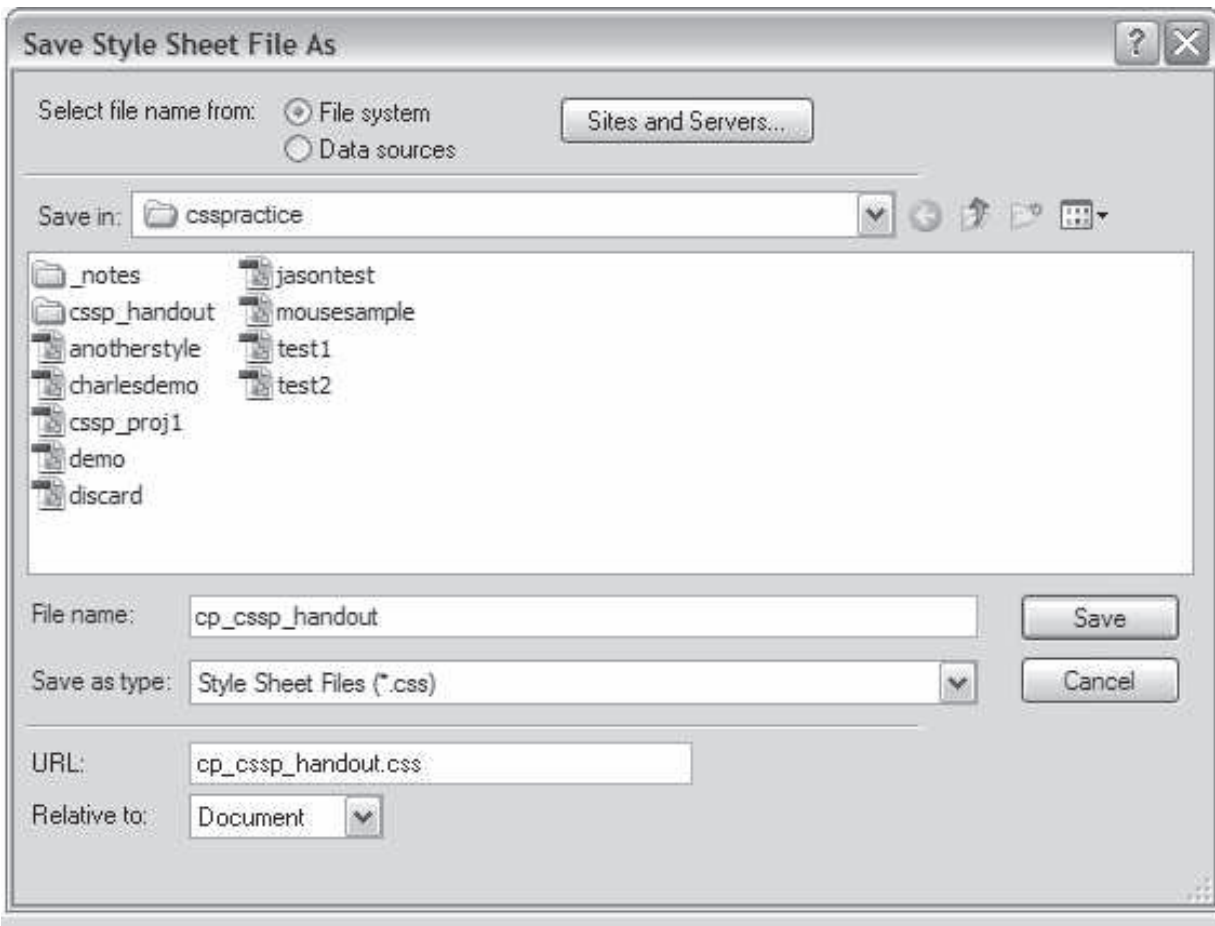 Save Style Sheet File As
Select file name from:
File system
Sites and Servers...
Data sources
Save in:
csspractice
_notes
cssp_handout
anotherstyle
charlesdemo
cssp_proj1
demo
discard
jasontest
mousesample
test1
test2
File name:
cp_cssp_handout
Save
Save as type:
Style Sheet Files (*.css)
Cancel
URL:
cp_cssp_handout.css
Relative to:
Document